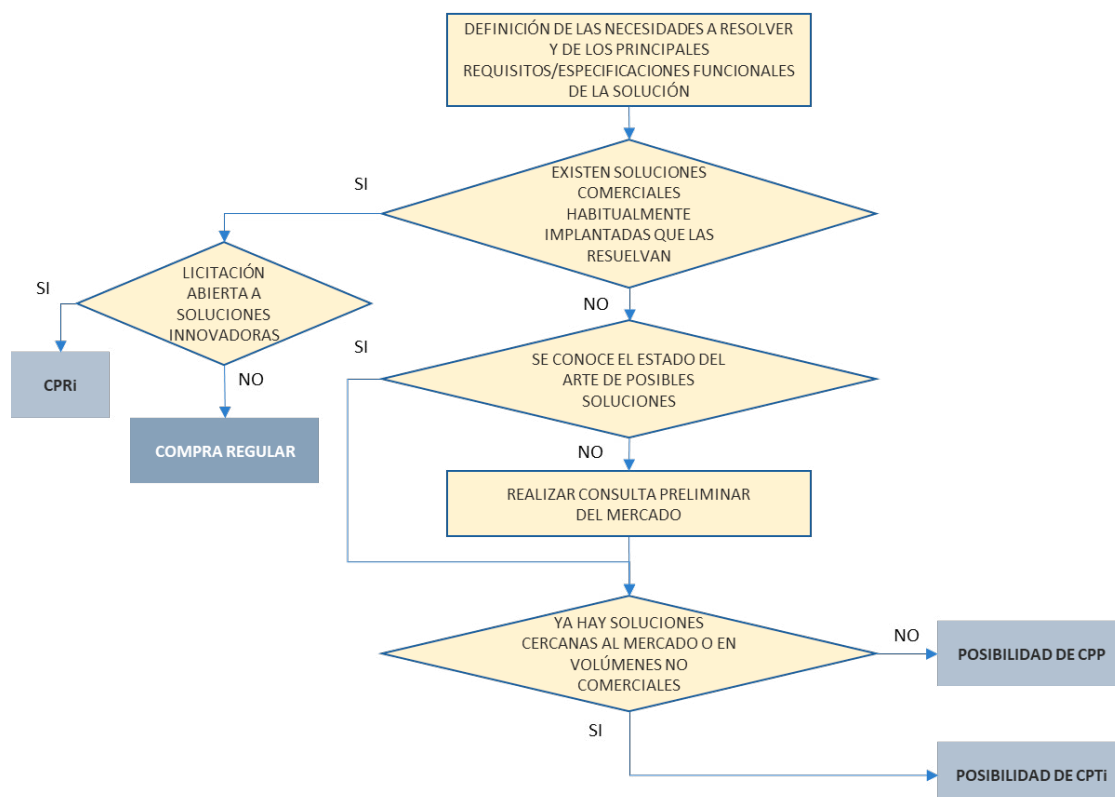 DEFINICIÓN DE LAS NECESIDADES A RESOLVER
Y DE LOS PRINCIPALES
REQUISITOS/ESPECIFICACIONES FUNCIONALES
DE LA SOLUCIÓN
SI
EXISTEN SOLUCIONES
COMERCIALES
HABITUALMENTE
IMPLANTADAS QUE LAS
RESUELVAN
SI
LICITACIÓN
ABIERTA A
SOLUCIONES
INNOVADORAS
NO
SI
SE CONOCE EL ESTADO DEL
ARTE DE POSIBLES
SOLUCIONES
CPRi
NO
COMPRA REGULAR
NO
REALIZAR CONSULTA PRELIMINAR
DEL MERCADO
YA HAY SOLUCIONES
CERCANAS AL MERCADO O EN
VOLÚMENES NO
COMERCIALES
NO
POSIBILIDAD DE CPP
SI
POSIBILIDAD DE CPTi